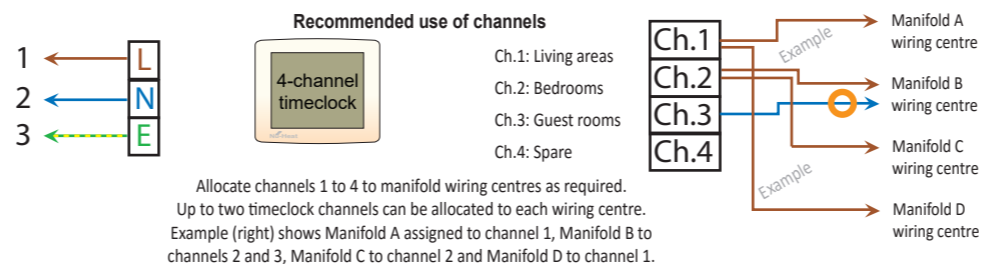 Recommended use of channels
1
L
2
N
3
E
4-channel
timeclock
Ch.1: Living areas
Ch.2: Bedrooms
Ch.3: Guest rooms
Ch.4: Spare
Ch.1
Ch.2
Ch.3
Ch.4
Example
Example
Manifold A
wiring centre
Manifold B
wiring centre
Manifold C
wiring centre
Manifold D
wiring centre
Allocate channels 1 to 4 to manifold wiring centres as required.
Up to two timeclock channels can be allocated to each wiring centre.
Example (right) shows Manifold A assigned to channel 1, Manifold B to
channels 2 and 3, Manifold C to channel 2 and Manifold D to channel 1.